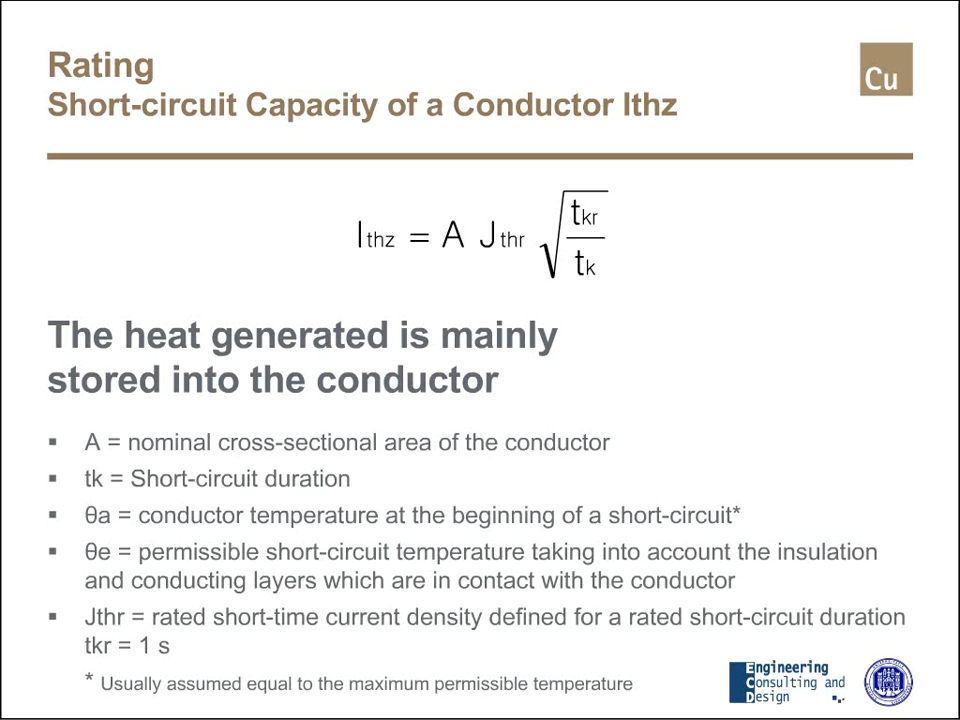 Rating
Cu
Short-circuit Capacity of a Conductor Ithz
I thz = A J thr √ tkr / tk
The heat generated is mainly
stored into the conductor
▪ A = nominal cross-sectional area of the conductor
▪ tk = Short-circuit duration
▪ θa = conductor temperature at the beginning of a short-circuit*
▪ θe = permissible short-circuit temperature taking into account the insulation
and conducting layers which are in contact with the conductor
▪ Jthr = rated short-time current density defined for a rated short-circuit duration
tkr = 1 s
* Usually assumed equal to the maximum permissible temperature
E Engineering
C Consulting and
D Design